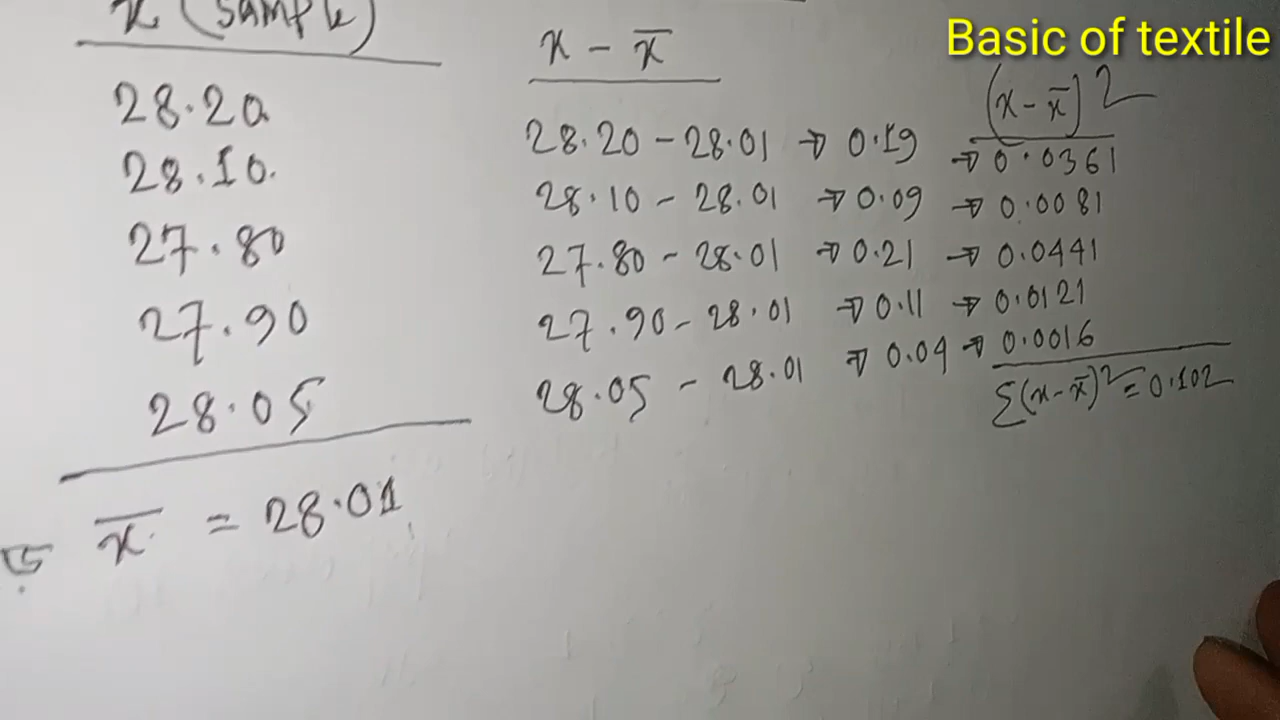 Basic of textile
x (sample)
28.20
28.10.
27.80
27.90
28.05
x̅ = 28.01
x - x̅
28.20 - 28.01 ⇒ 0.19
28.10 - 28.01 ⇒ 0.09
27.80 - 28.01 ⇒ 0.21
27.90 - 28.01 ⇒ 0.11
28.05 - 28.01 ⇒ 0.04
(x - x̅)2
⇒ 0.0361
⇒ 0.0081
⇒ 0.0441
⇒ 0.0121
⇒ 0.0016
Σ(x - x̅)2 = 0.102